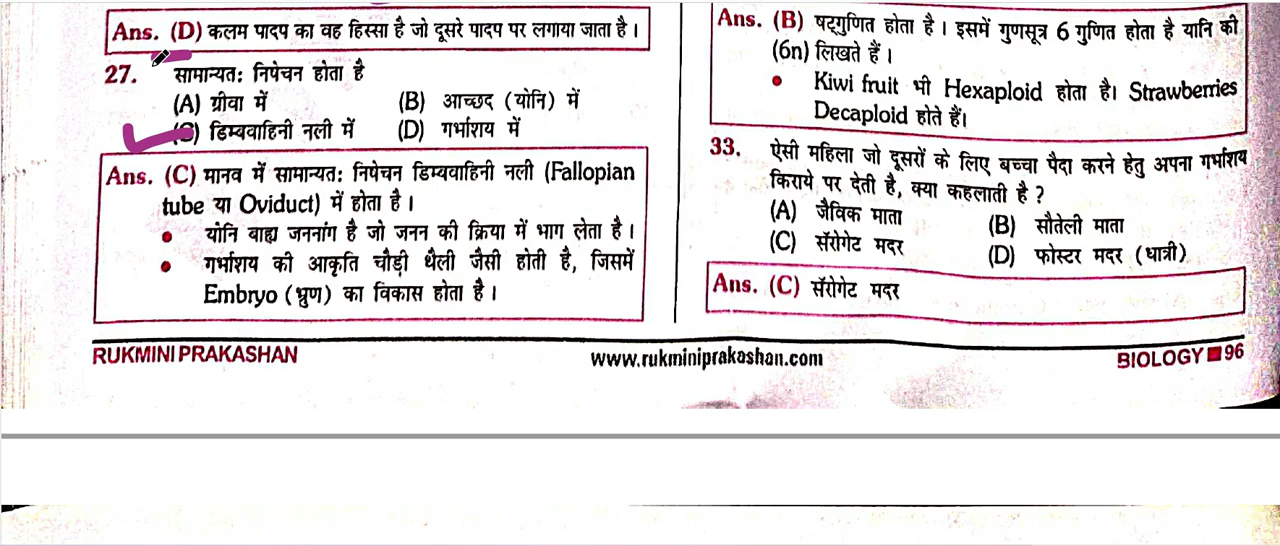 Ans. (D) कलम पादप का वह हिस्सा है जो दूसरे पादप पर लगाया जाता है।
27. सामान्यत: निषेचन होता है
(A) ग्रीवा में (B) आच्छद (योनि) में
(C) डिम्बवाहिनी नली में (D) गर्भाशय में
Ans. (C) मानव में सामान्यत: निषेचन डिम्बवाहिनी नली (Fallopian
tube या Oviduct) में होता है।
• योनि बाह्य जननांग है जो जनन की क्रिया में भाग लेता है।
• गर्भाशय की आकृति चौड़ी थैली जैसी होती है, जिसमें
Embryo (भ्रुण) का विकास होता है।
Ans. (B) षट्गुणित होता है। इसमें गुणसूत्र 6 गुणित होता है यानि की
(6n) लिखते हैं।
• Kiwi fruit भी Hexaploid होता है। Strawberries
Decaploid होते हैं।
33. ऐसी महिला जो दूसरों के लिए बच्चा पैदा करने हेतु अपना गर्भाशय
किराये पर देती है, क्या कहलाती है ?
(A) जैविक माता (B) सौतेली माता
(C) सॅरोगेट मदर (D) फोस्टर मदर (धात्री)
Ans. (C) सॅरोगेट मदर
RUKMINI PRAKASHAN www.rukminiprakashan.com BIOLOGY 96